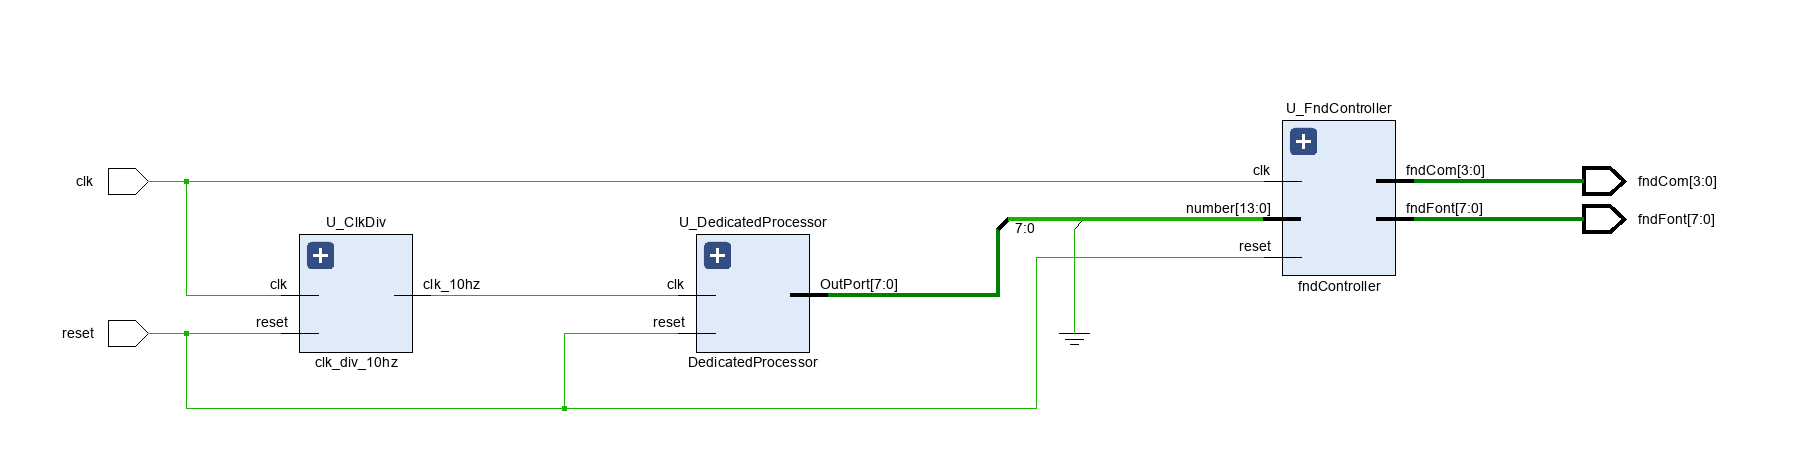 U_FndController
clk
clk
fndCom[3:0]
fndCom[3:0]
number[13:0]
fndFont[7:0]
fndFont[7:0]
7:0
reset
fndController
U_ClkDiv
U_DedicatedProcessor
clk
clk_10hz
clk
OutPort[7:0]
reset
reset
reset
clk_div_10hz
DedicatedProcessor